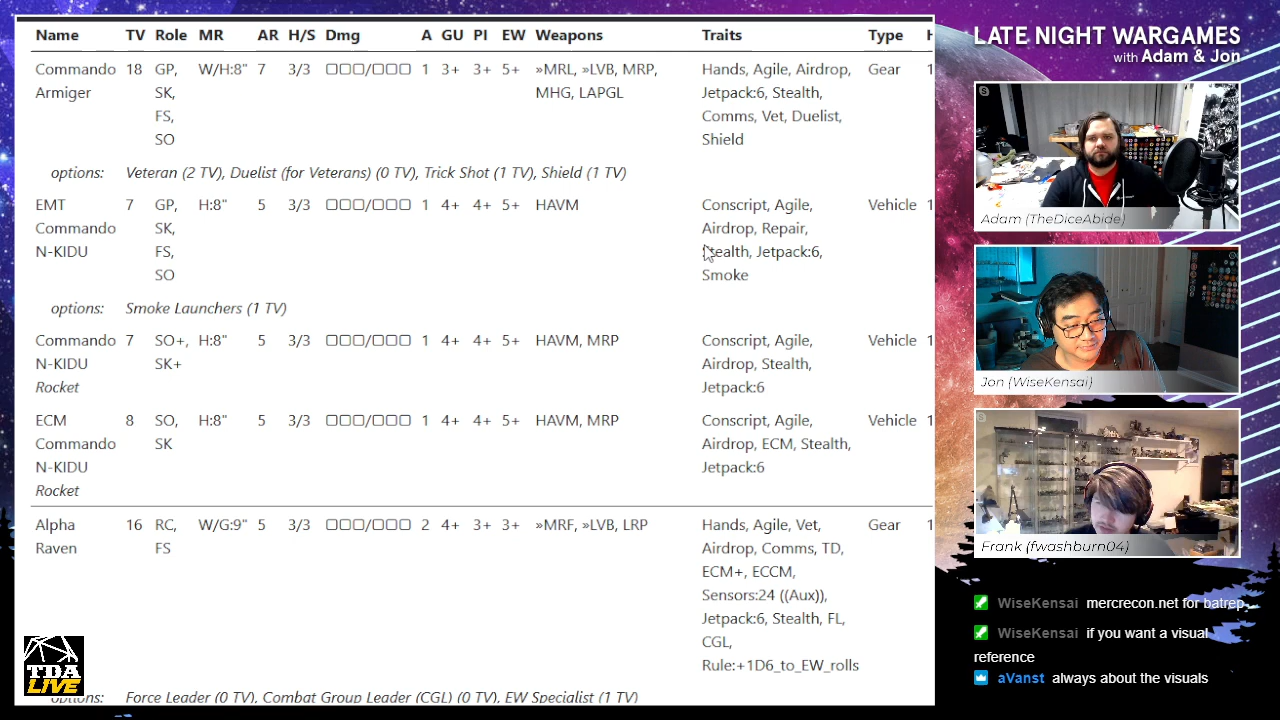 Name TV Role MR AR H/S Dmg A GU PI EW Weapons Traits Type
Commando 18 GP, W/H:8" 7 3/3 □□□/□□□ 1 3+ 3+ 5+ »MRL, »LVB, MRP, Hands, Agile, Airdrop, Gear 1
Armiger SK, MHG, LAPGL Jetpack:6, Stealth,
FS, Comms, Vet, Duelist,
SO Shield
options: Veteran (2 TV), Duelist (for Veterans) (0 TV), Trick Shot (1 TV), Shield (1 TV)
EMT 7 GP, H:8" 5 3/3 □□□/□□□ 1 4+ 4+ 5+ HAVM Conscript, Agile, Vehicle 1
Commando SK, Airdrop, Repair,
N-KIDU FS, Stealth, Jetpack:6,
SO Smoke
options: Smoke Launchers (1 TV)
Commando 7 SO+, H:8" 5 3/3 □□□/□□□ 1 4+ 4+ 5+ HAVM, MRP Conscript, Agile, Vehicle 1
N-KIDU SK+ Airdrop, Stealth,
Rocket Jetpack:6
ECM 8 SO, H:8" 5 3/3 □□□/□□□ 1 4+ 4+ 5+ HAVM, MRP Conscript, Agile, Vehicle 1
Commando SK Airdrop, ECM, Stealth,
N-KIDU Jetpack:6
Rocket
Alpha 16 RC, W/G:9" 5 3/3 □□□/□□□ 2 4+ 3+ 3+ »MRF, »LVB, LRP Hands, Agile, Vet, Gear 1
Raven FS Airdrop, Comms, TD,
ECM+, ECCM,
Sensors:24 ((Aux)),
Jetpack:6, Stealth, FL,
CGL,
Rule:+1D6_to_EW_rolls
options: Force Leader (0 TV), Combat Group Leader (CGL) (0 TV), EW Specialist (1 TV)
TDA
LIVE
LATE NIGHT WARGAMES
with Adam & Jon
Adam (TheDiceAbide)
Jon (WiseKensai)
Frank (fwashburn04)
WiseKensai mercrecon.net for batrep
WiseKensai if you want a visual
reference
aVanst always about the visuals